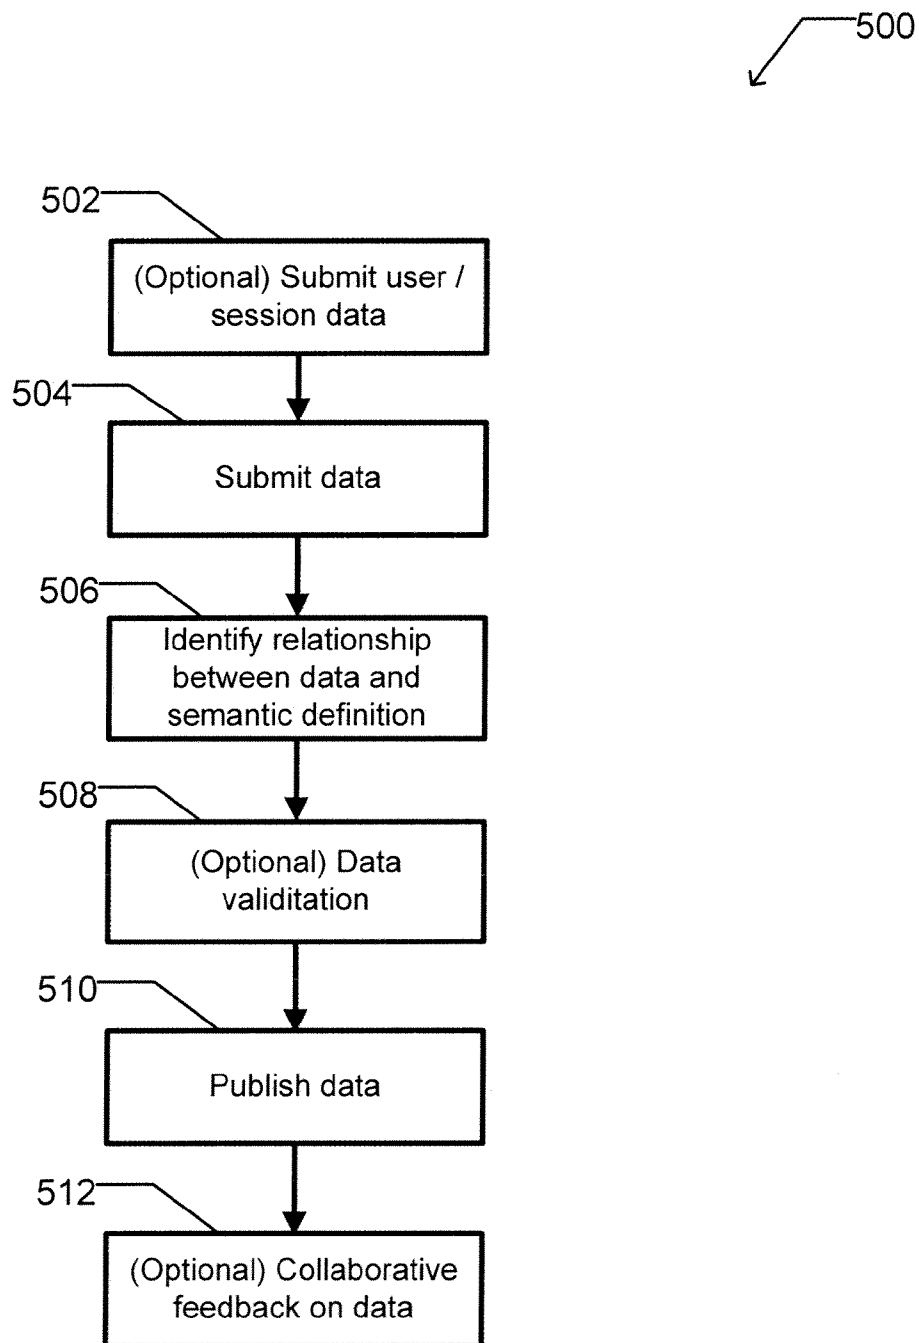 500
502
(Optional) Submit user /
session data
504
Submit data
506
Identify relationship
between data and
semantic definition
508
(Optional) Data
validitation
510
Publish data
512
(Optional) Collaborative
feedback on data